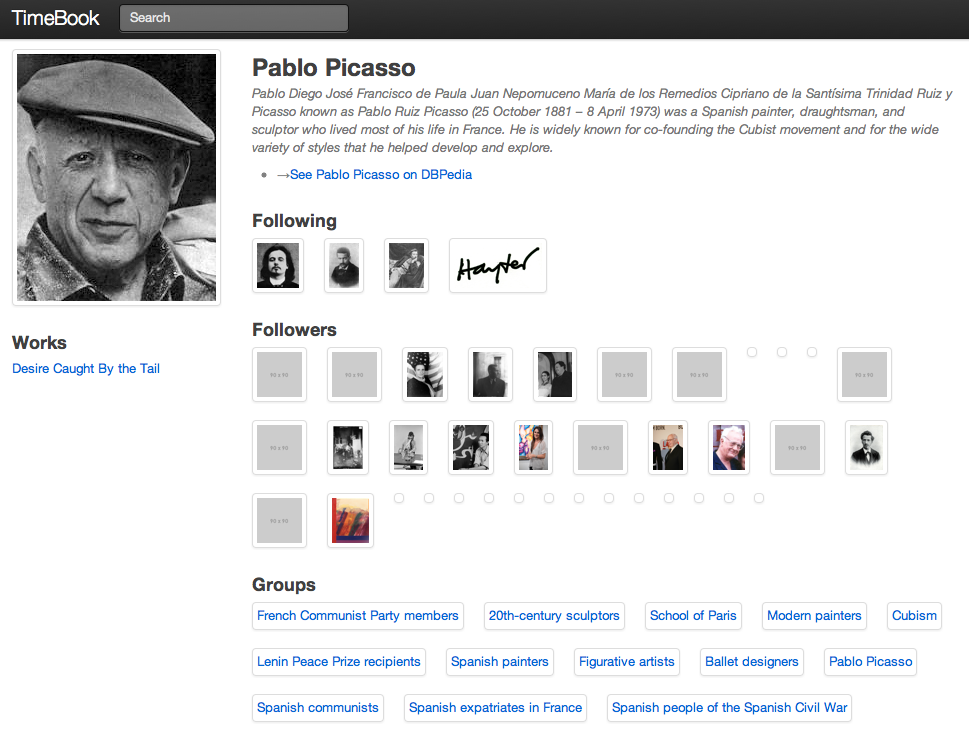 TimeBook
Search
Pablo Picasso
Pablo Diego José Francisco de Paula Juan Nepomuceno María de los Remedios Cipriano de la Santísima Trinidad Ruiz y
Picasso known as Pablo Ruiz Picasso (25 October 1881 – 8 April 1973) was a Spanish painter, draughtsman, and
sculptor who lived most of his life in France. He is widely known for co-founding the Cubist movement and for the wide
variety of styles that he helped develop and explore.
→See Pablo Picasso on DBPedia
Following
Hayter
Works
Desire Caught By the Tail
Followers
90 x 90 90 x 90 90 x 90 90 x 90 90 x 90
90 x 90 90 x 90 90 x 90
90 x 90
Groups
French Communist Party members 20th-century sculptors School of Paris Modern painters Cubism
Lenin Peace Prize recipients Spanish painters Figurative artists Ballet designers Pablo Picasso
Spanish communists Spanish expatriates in France Spanish people of the Spanish Civil War